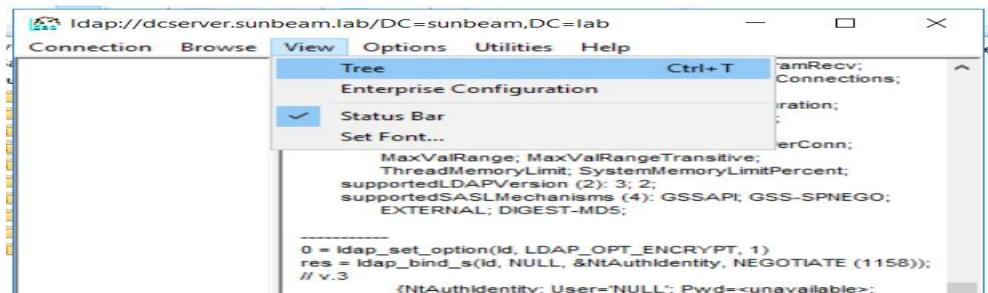 ldap://dcserver.sunbeam.lab/DC=sunbeam,DC=lab
Connection Browse View Options Utilities Help
Tree Ctrl+T
Enterprise Configuration
Status Bar
Set Font...
amRecv;
Connections;
ration;
;
erConn;
MaxValRange; MaxValRangeTransitive;
ThreadMemoryLimit; SystemMemoryLimitPercent;
supportedLDAPVersion (2): 3; 2;
supportedSASLMechanisms (4): GSSAPI; GSS-SPNEGO;
EXTERNAL; DIGEST-MD5;
-----------
0 = ldap_set_option(ld, LDAP_OPT_ENCRYPT, 1)
res = ldap_bind_s(ld, NULL, &NtAuthIdentity, NEGOTIATE (1158));
// v.3
{NtAuthIdentity: User='NULL'; Pwd=<unavailable>;